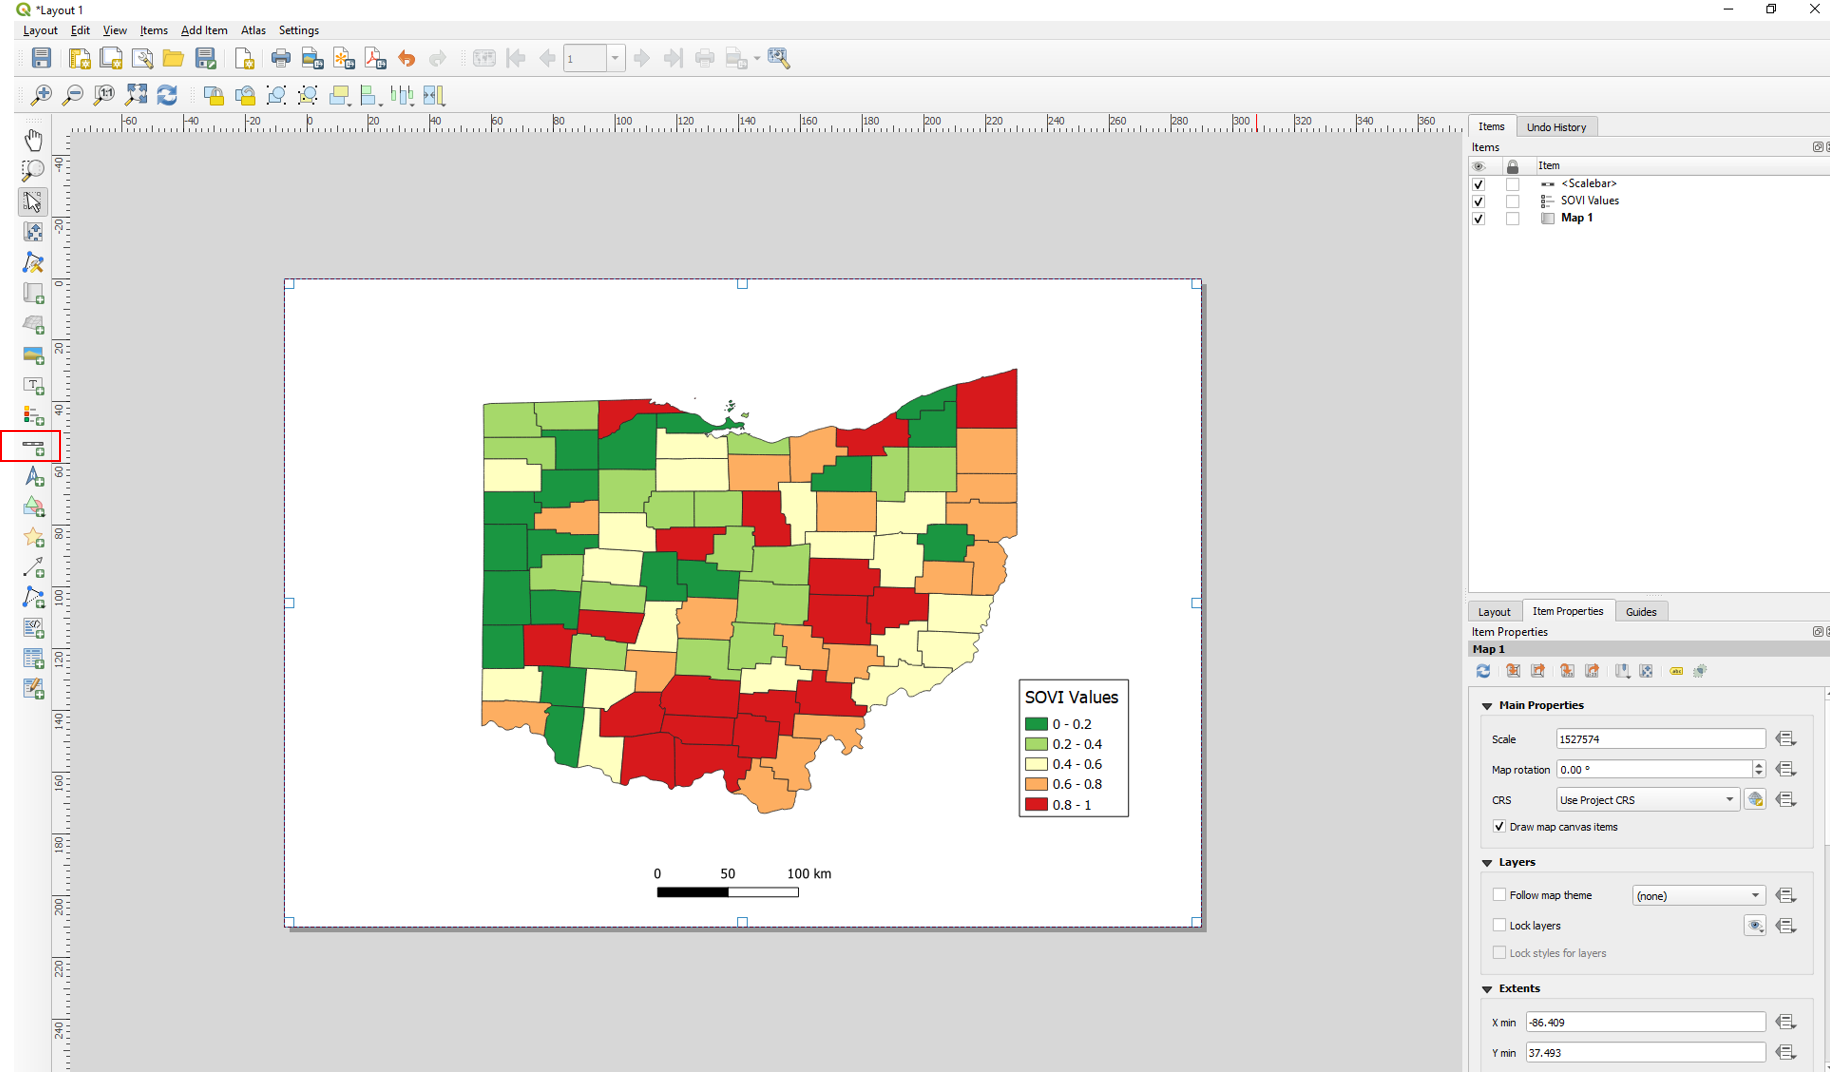 *Layout 1
Layout Edit View Items Add Item Atlas Settings
1
1:1
-60 -40 -20 0 20 40 60 80 100 120 140 160 180 200 220 240 260 280 300 320 340 360
-40
-20
0
20
40
60
80
100
120
140
160
180
200
220
240
SOVI Values
0 - 0.2
0.2 - 0.4
0.4 - 0.6
0.6 - 0.8
0.8 - 1
0 50 100 km
Items Undo History
Items
Item
<Scalebar>
SOVI Values
Map 1
Layout Item Properties Guides
Item Properties
Map 1
abc
Main Properties
Scale 1527574
Map rotation 0.00 °
CRS Use Project CRS
Draw map canvas items
Layers
Follow map theme (none)
Lock layers
Lock styles for layers
Extents
X min -86.409
Y min 37.493